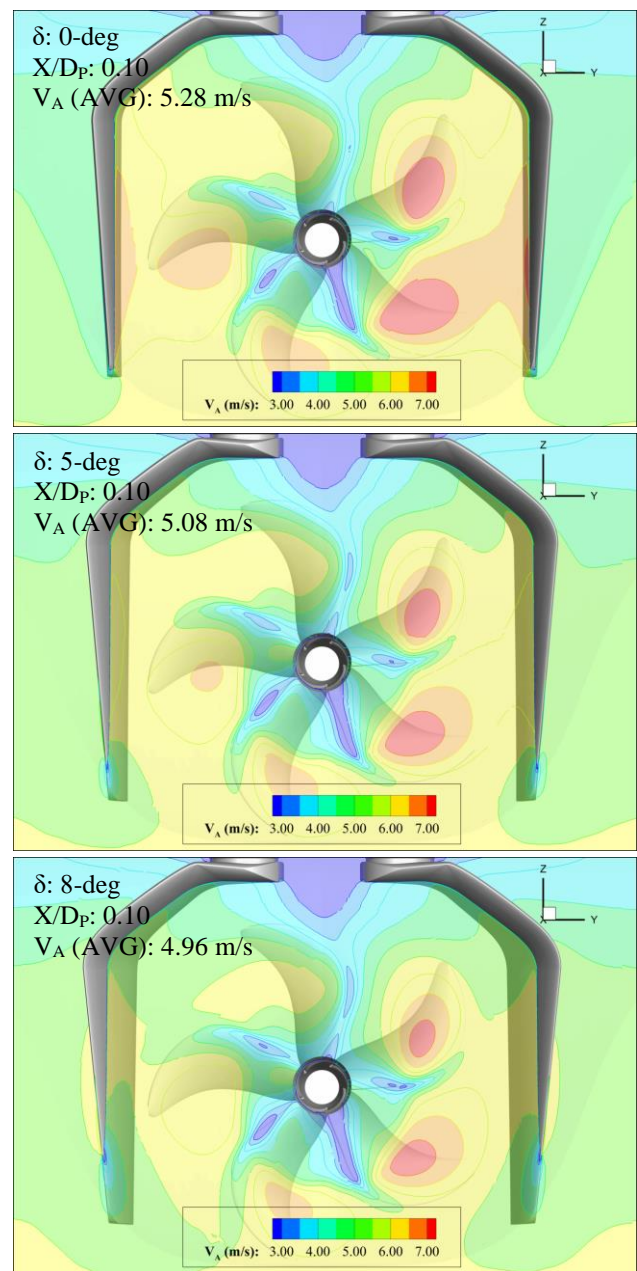 δ: 0-deg
X/DP: 0.10
VA (AVG): 5.28 m/s
Z
X Y
VA (m/s): 3.00 4.00 5.00 6.00 7.00
δ: 5-deg
X/DP: 0.10
VA (AVG): 5.08 m/s
Z
X Y
VA (m/s): 3.00 4.00 5.00 6.00 7.00
δ: 8-deg
X/DP: 0.10
VA (AVG): 4.96 m/s
Z
X Y
VA (m/s): 3.00 4.00 5.00 6.00 7.00